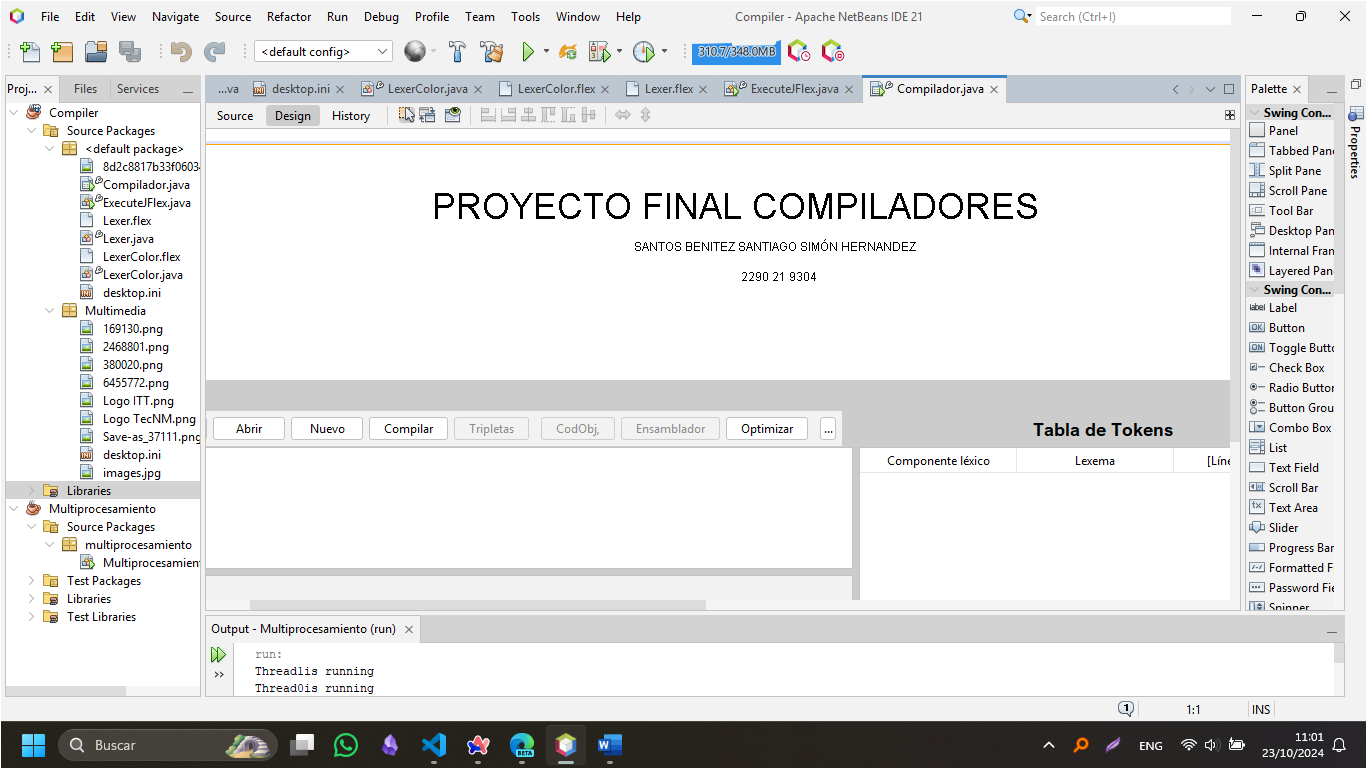 File Edit View Navigate Source Refactor Run Debug Profile Team Tools Window Help Compiler - Apache NetBeans IDE 21 Search (Ctrl+I)
<default config> 310.7/348.0MB
Proj... Files Services
...va desktop.ini LexerColor.java LexerColor.flex Lexer.flex ExecuteJFlex.java Compilador.java
Palette
Source Design History
Compiler
Source Packages
<default package>
8d2c8817b33f0603
Compilador.java
ExecuteJFlex.java
Lexer.flex
Lexer.java
LexerColor.flex
LexerColor.java
desktop.ini
Multimedia
169130.png
2468801.png
380020.png
6455772.png
Logo ITT.png
Logo TecNM.png
Save-as_37111.png
desktop.ini
images.jpg
Libraries
Multiprocesamiento
Source Packages
multiprocesamiento
Multiprocesamien
Test Packages
Libraries
Test Libraries
PROYECTO FINAL COMPILADORES
SANTOS BENITEZ SANTIAGO SIMÓN HERNANDEZ
2290 21 9304
Abrir Nuevo Compilar Tripletas CodObj, Ensamblador Optimizar ...
Tabla de Tokens
Componente léxico Lexema [Líne
Swing Con...
Panel
Tabbed Pane
Split Pane
Scroll Pane
Tool Bar
Desktop Pan
Internal Fran
Layered Pan
Swing Con...
Label
Button
Toggle Butto
Check Box
Radio Button
Button Grou
Combo Box
List
Text Field
Scroll Bar
Text Area
Slider
Progress Bar
Formatted F
Password Fie
Spinner
Properties
Output - Multiprocesamiento (run)
run:
Thread1is running
Thread0is running
1 1:1 INS
Buscar
BETA
ENG
11:01
23/10/2024